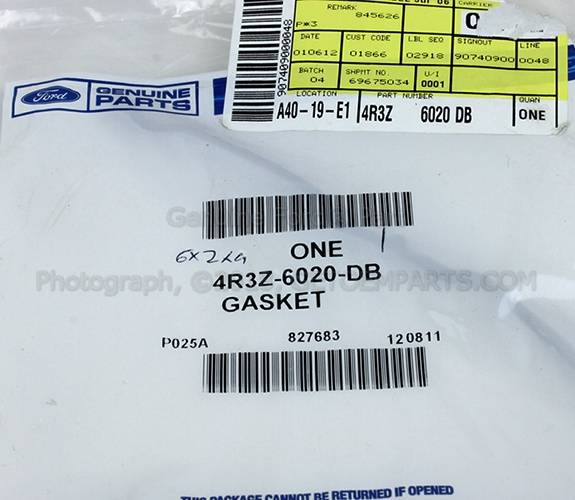 REMARK 845626
CARRIER
P*3
DATE CUST CODE LBL SEQ SIGNOUT LINE
010612 01866 02918 90740900 0048
BATCH SHPMT NO. U/I
04 69675034 0001
LOCATION PART NUMBER QUAN
A40-19-E1 4R3Z 6020 DB ONE
90740900000048
Ford GENUINE PARTS
ONE
4R3Z-6020-DB
GASKET
P025A 827683 120811
THIS PACKAGE CANNOT BE RETURNED IF OPENED